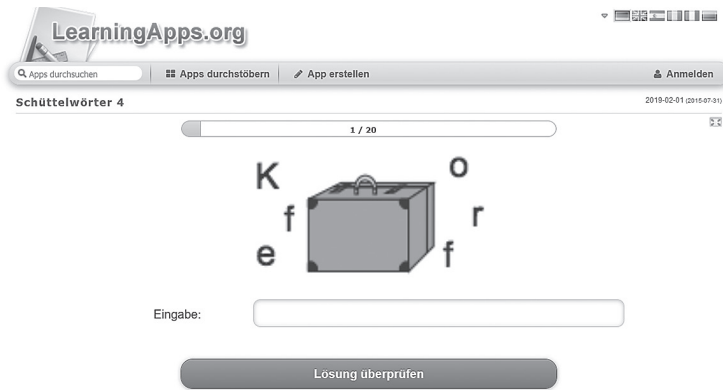 LearningApps.org
Apps durchsuchen
Apps durchstöbern
App erstellen
Anmelden
Schüttelwörter 4
2019-02-01 (2015-07-31)
1 / 20
K
o
f
r
e
f
Eingabe:
Lösung überprüfen